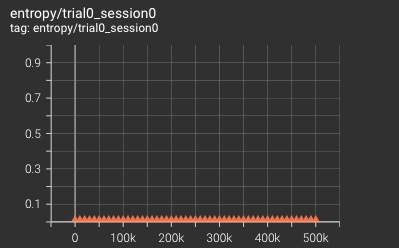 entropy/trial0_session0
tag: entropy/trial0_session0
0.9
0.7
0.5
0.3
0.1
0 100k 200k 300k 400k 500k